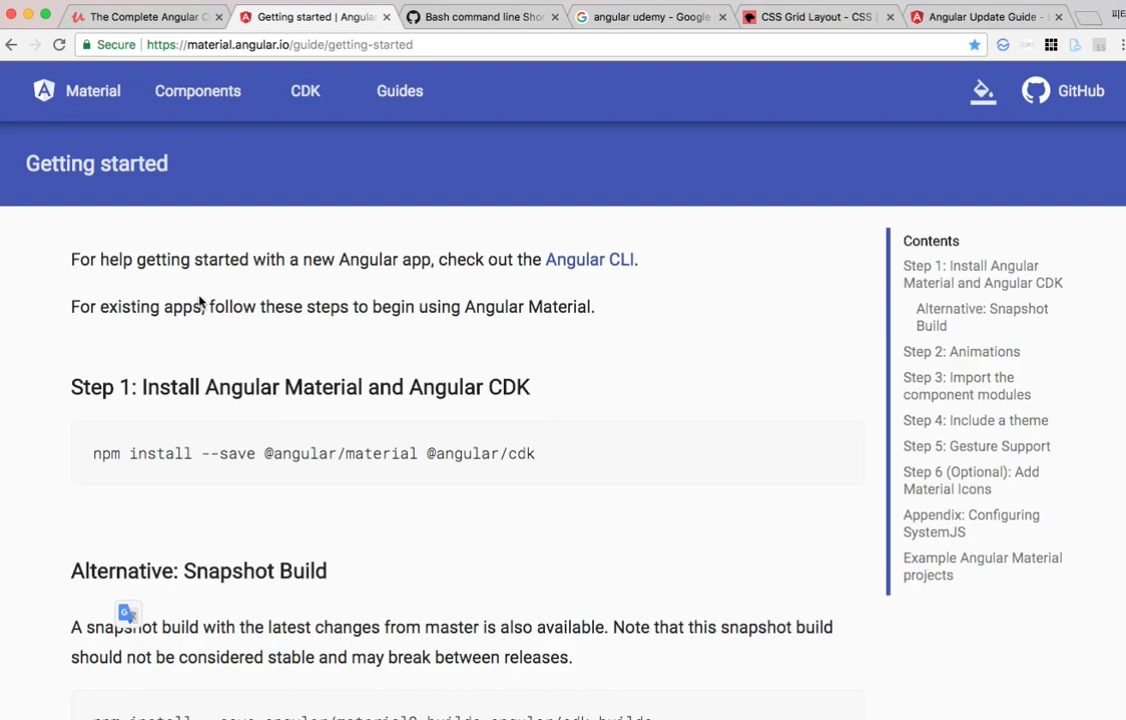 The Complete Angular C
Getting started | Angular
Bash command line Shor
angular udemy - Google
CSS Grid Layout - CSS |
Angular Update Guide -
Secure https://material.angular.io/guide/getting-started
Material Components CDK Guides GitHub
Getting started
For help getting started with a new Angular app, check out the Angular CLI.
For existing apps, follow these steps to begin using Angular Material.
Step 1: Install Angular Material and Angular CDK
npm install --save @angular/material @angular/cdk
Alternative: Snapshot Build
A snapshot build with the latest changes from master is also available. Note that this snapshot build
should not be considered stable and may break between releases.
Contents
Step 1: Install Angular
Material and Angular CDK
Alternative: Snapshot
Build
Step 2: Animations
Step 3: Import the
component modules
Step 4: Include a theme
Step 5: Gesture Support
Step 6 (Optional): Add
Material Icons
Appendix: Configuring
SystemJS
Example Angular Material
projects